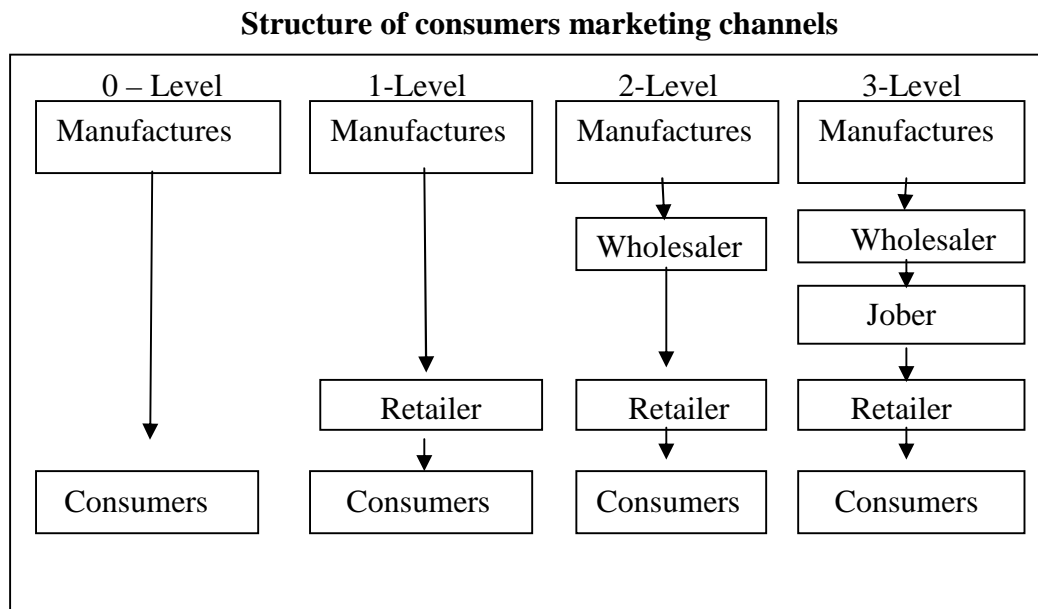 Structure of consumers marketing channels
0 – Level 1-Level 2-Level 3-Level
Manufactures Manufactures Manufactures Manufactures
Wholesaler Wholesaler
Jober
Retailer Retailer Retailer
Consumers Consumers Consumers Consumers